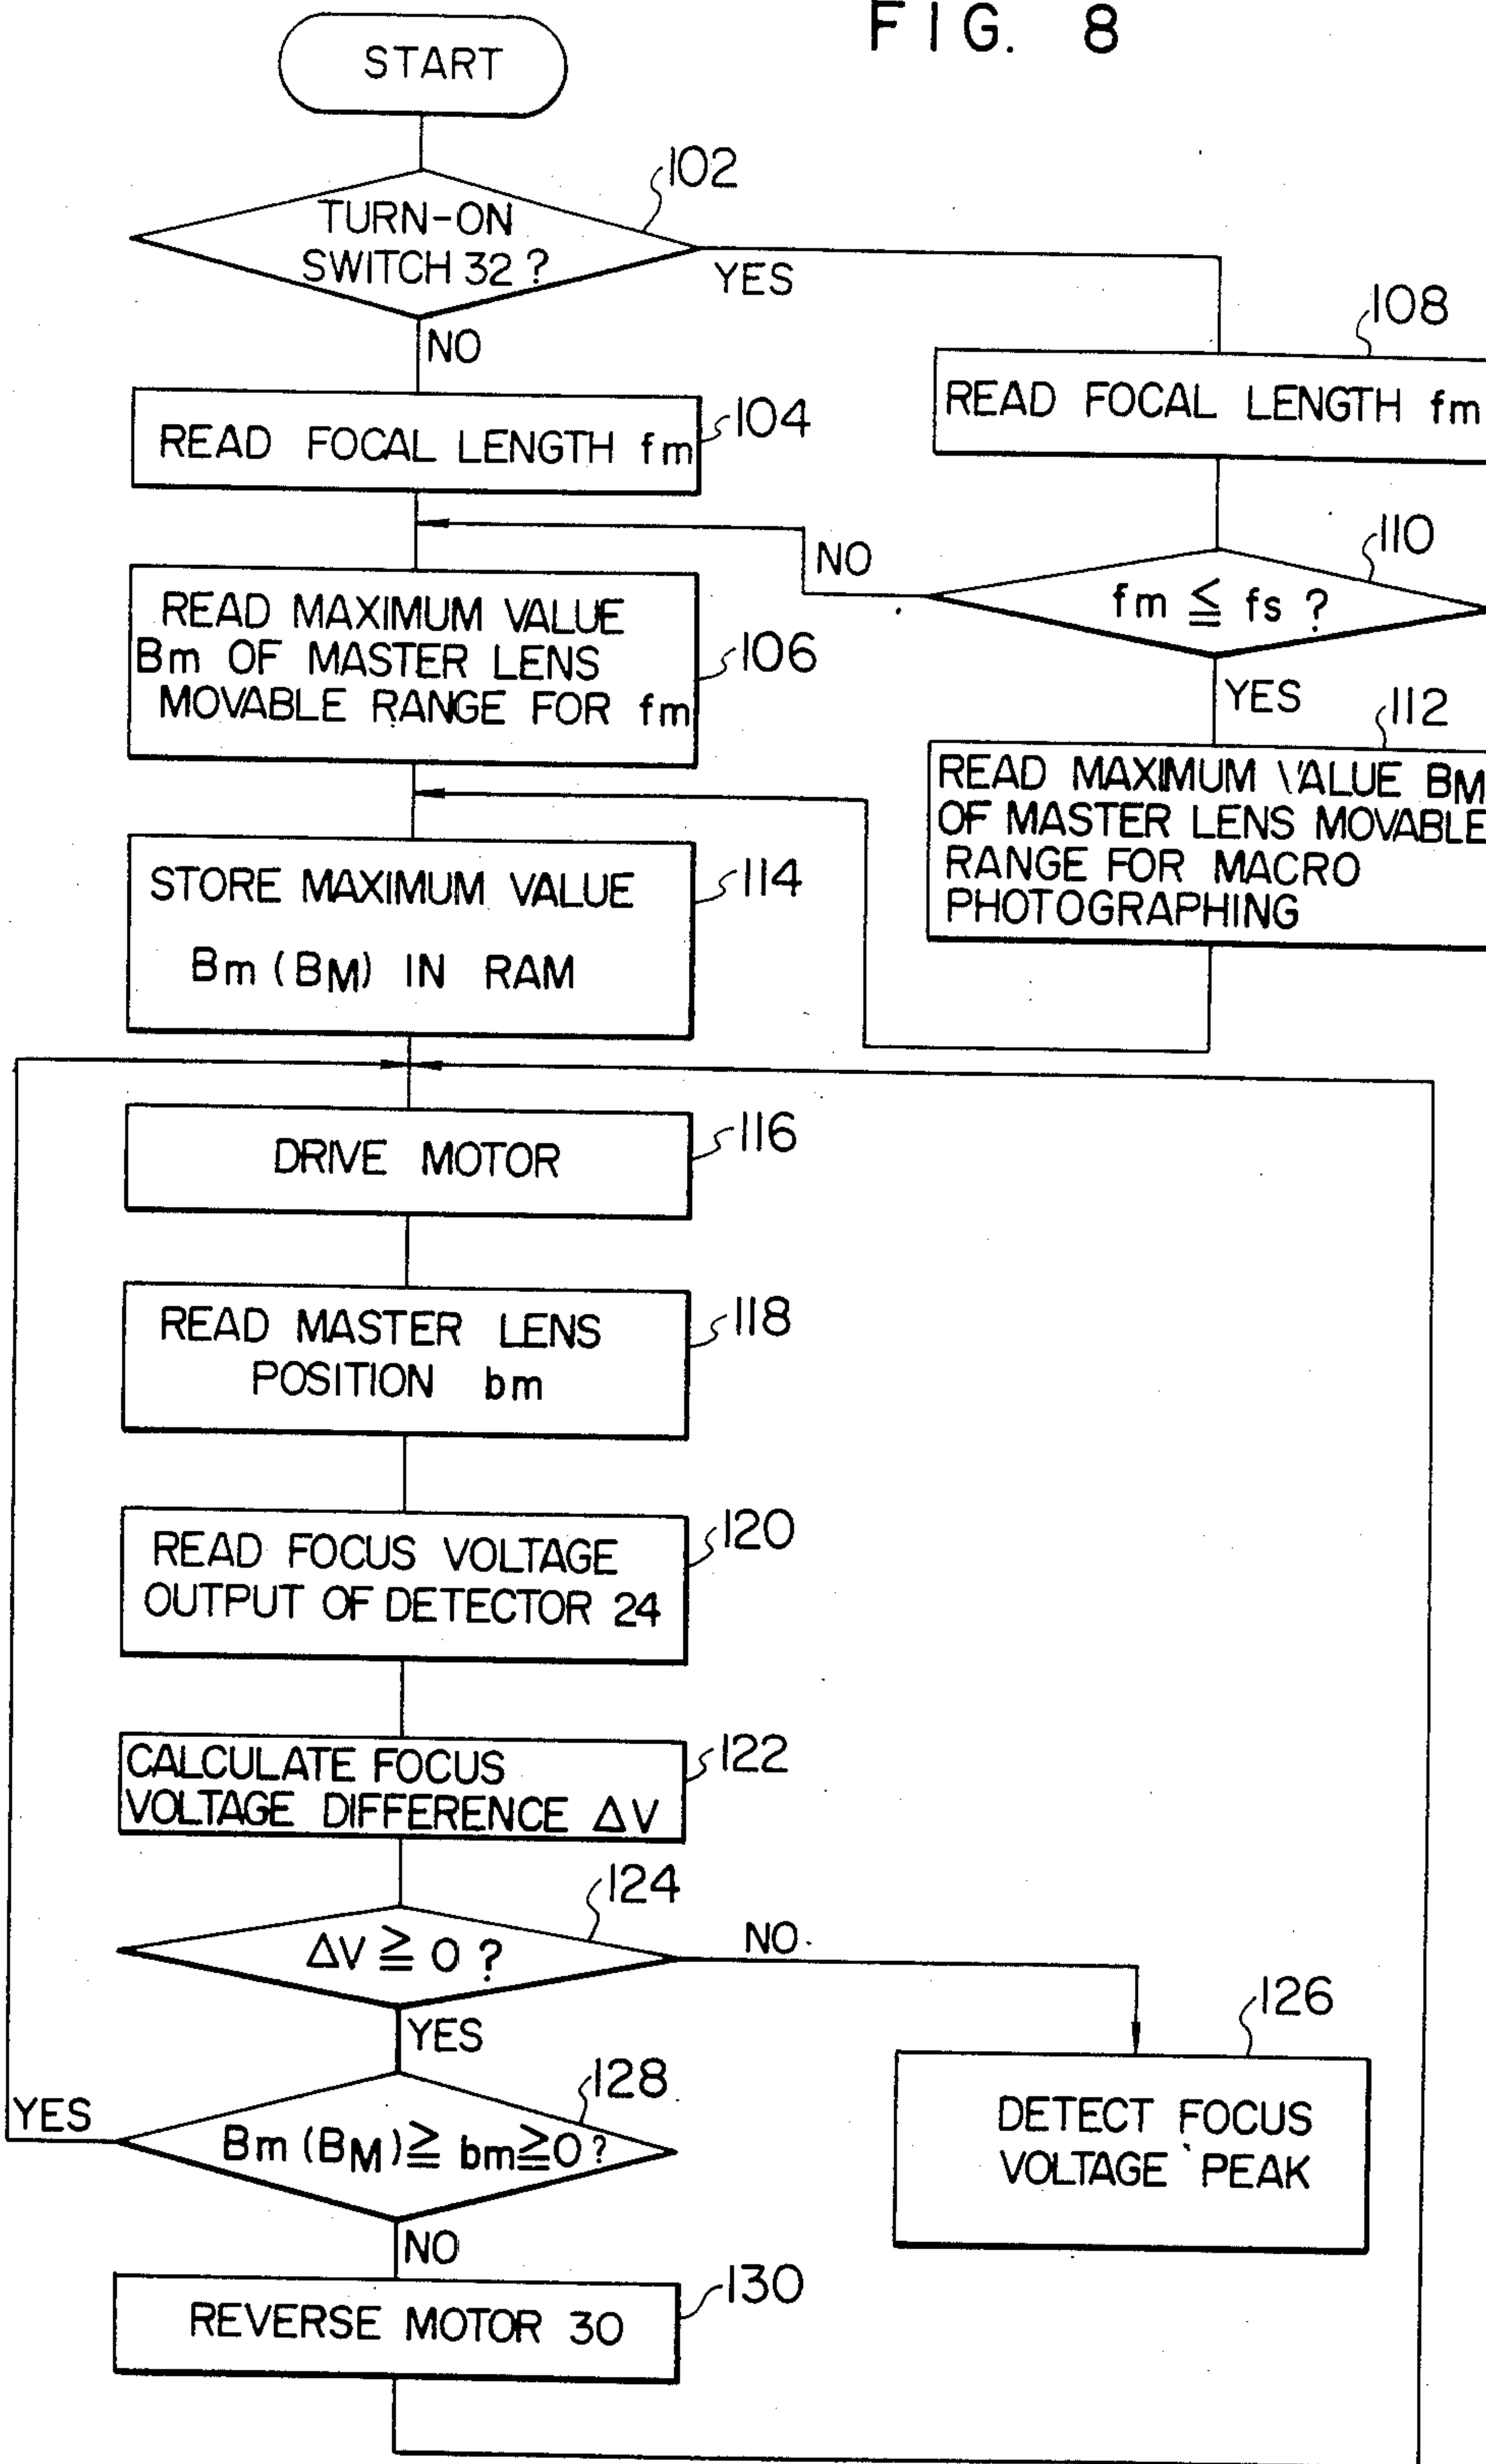 FIG. 8
START
102
TURN-ON
SWITCH 32 ?
YES
NO
108
READ FOCAL LENGTH fm
104
READ FOCAL LENGTH fm
110
NO
fm ≦ fs ?
READ MAXIMUM VALUE
Bm OF MASTER LENS
MOVABLE RANGE FOR fm
106
YES
112
READ MAXIMUM VALUE BM
OF MASTER LENS MOVABLE
RANGE FOR MACRO
PHOTOGRAPHING
STORE MAXIMUM VALUE
Bm (BM) IN RAM
114
DRIVE MOTOR
116
READ MASTER LENS
POSITION bm
118
READ FOCUS VOLTAGE
OUTPUT OF DETECTOR 24
120
CALCULATE FOCUS
VOLTAGE DIFFERENCE ΔV
122
124
ΔV ≧ 0 ?
NO
YES
126
DETECT FOCUS
VOLTAGE PEAK
128
YES
Bm (BM) ≧ bm ≧ 0 ?
NO
130
REVERSE MOTOR 30